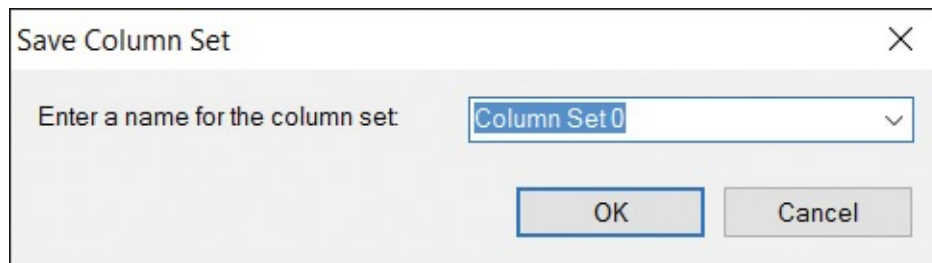 Save Column Set
Enter a name for the column set: Column Set 0
OK Cancel